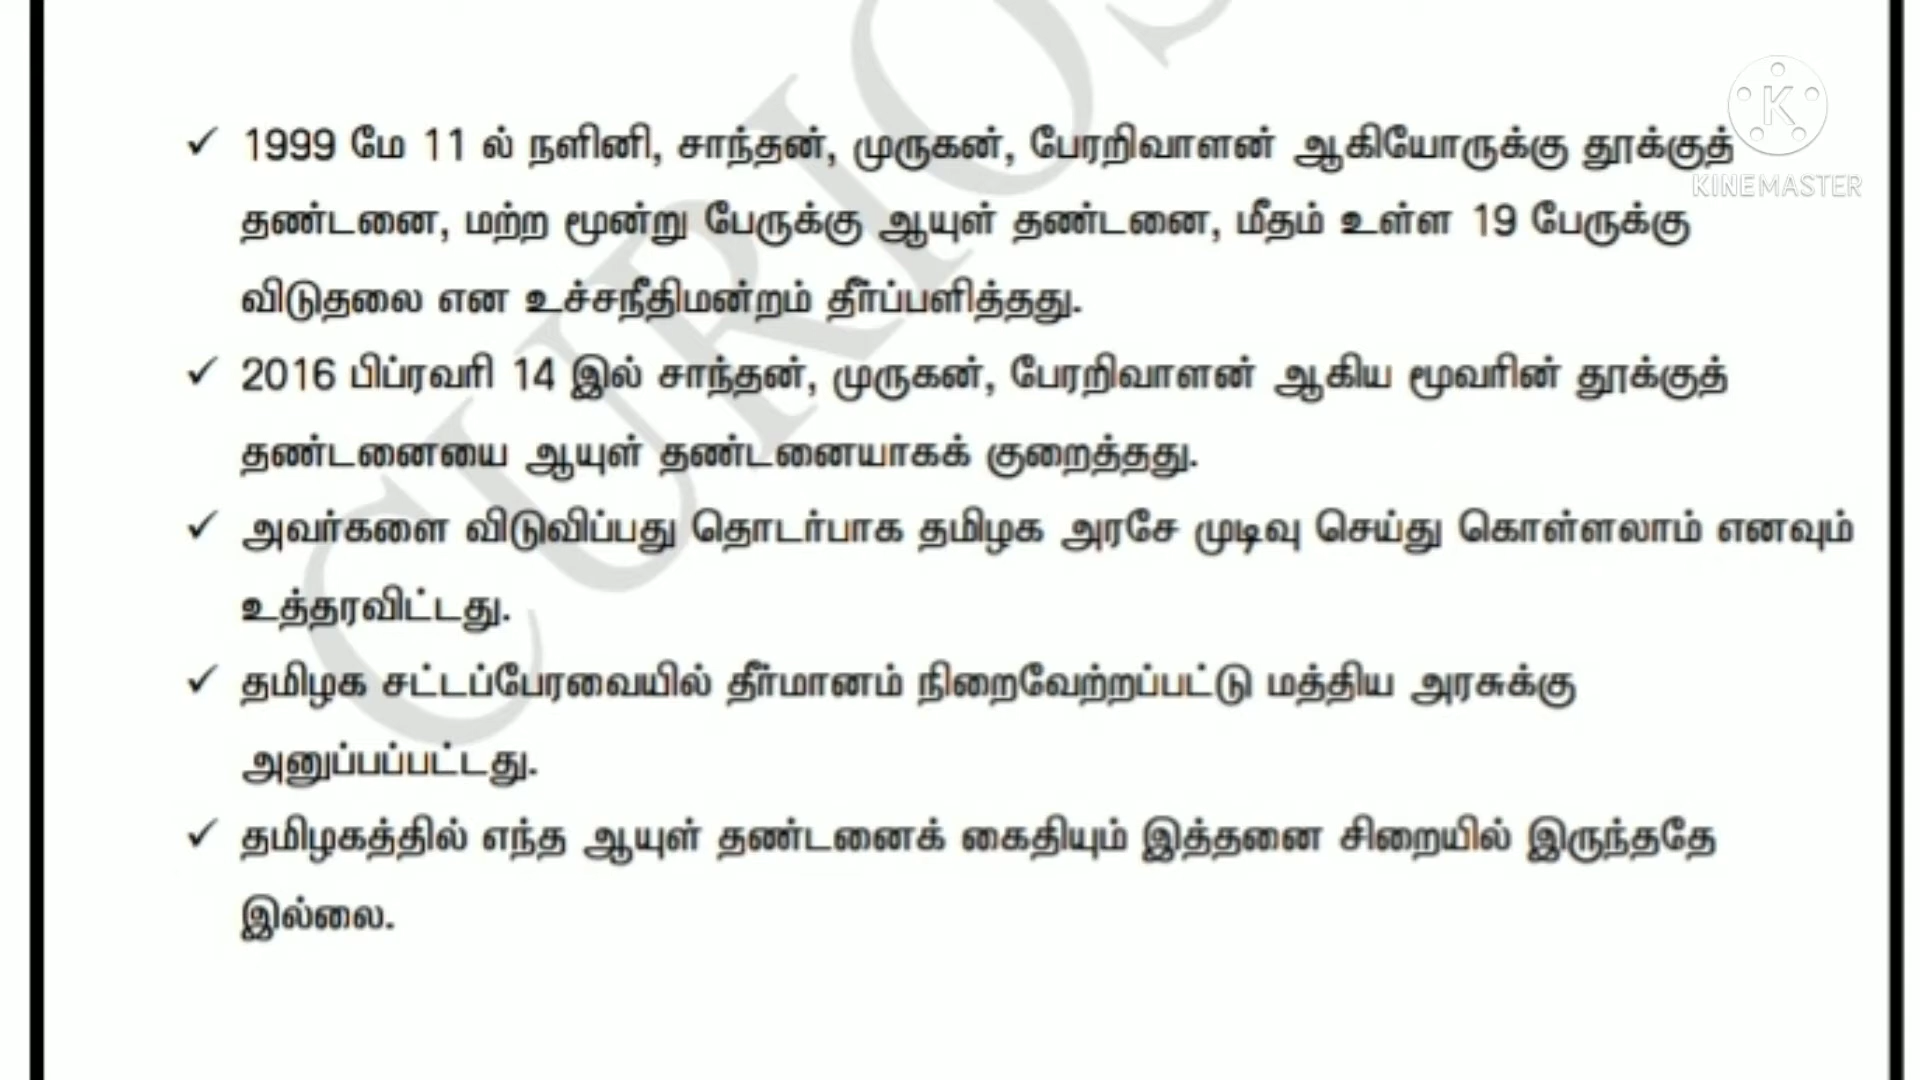 ✓ 1999 மே 11 ல் நளினி, சாந்தன், முருகன், பேரறிவாளன் ஆகியோருக்கு தூக்குத்
தண்டனை, மற்ற மூன்று பேருக்கு ஆயுள் தண்டனை, மீதம் உள்ள 19 பேருக்கு
விடுதலை என உச்சநீதிமன்றம் தீர்ப்பளித்தது.
✓ 2016 பிப்ரவரி 14 இல் சாந்தன், முருகன், பேரறிவாளன் ஆகிய மூவரின் தூக்குத்
தண்டனையை ஆயுள் தண்டனையாகக் குறைத்தது.
✓ அவர்களை விடுவிப்பது தொடர்பாக தமிழக அரசே முடிவு செய்து கொள்ளலாம் எனவும்
உத்தரவிட்டது.
✓ தமிழக சட்டப்பேரவையில் தீர்மானம் நிறைவேற்றப்பட்டு மத்திய அரசுக்கு
அனுப்பப்பட்டது.
✓ தமிழகத்தில் எந்த ஆயுள் தண்டனைக் கைதியும் இத்தனை சிறையில் இருந்ததே
இல்லை.
K
KINEMASTER
CURIOS